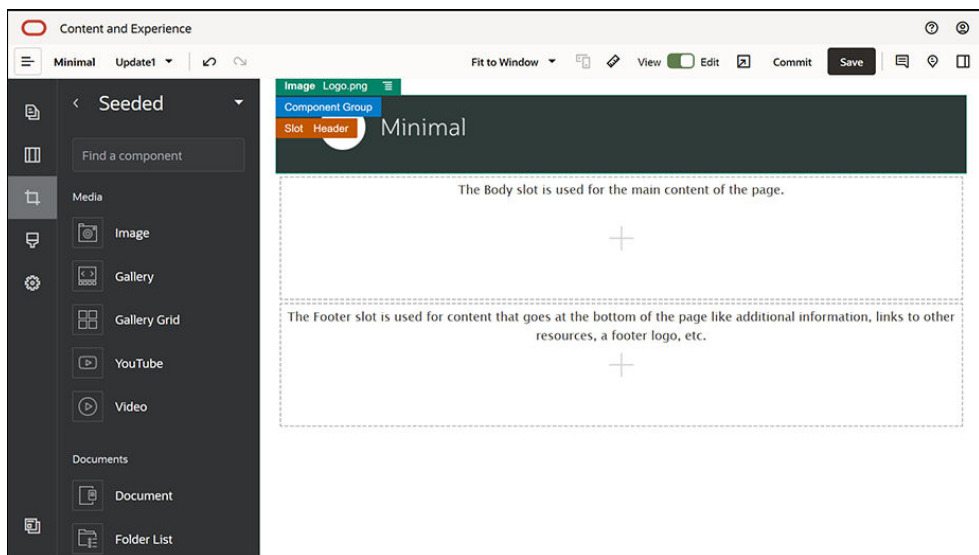 Content and Experience
Minimal Update1 Fit to Window View Edit Commit Save
Seeded
Find a component
Media
Image
Gallery
Gallery Grid
YouTube
Video
Documents
Document
Folder List
Image Logo.png
Component Group
Slot Header
Minimal
The Body slot is used for the main content of the page.
The Footer slot is used for content that goes at the bottom of the page like additional information, links to other
resources, a footer logo, etc.